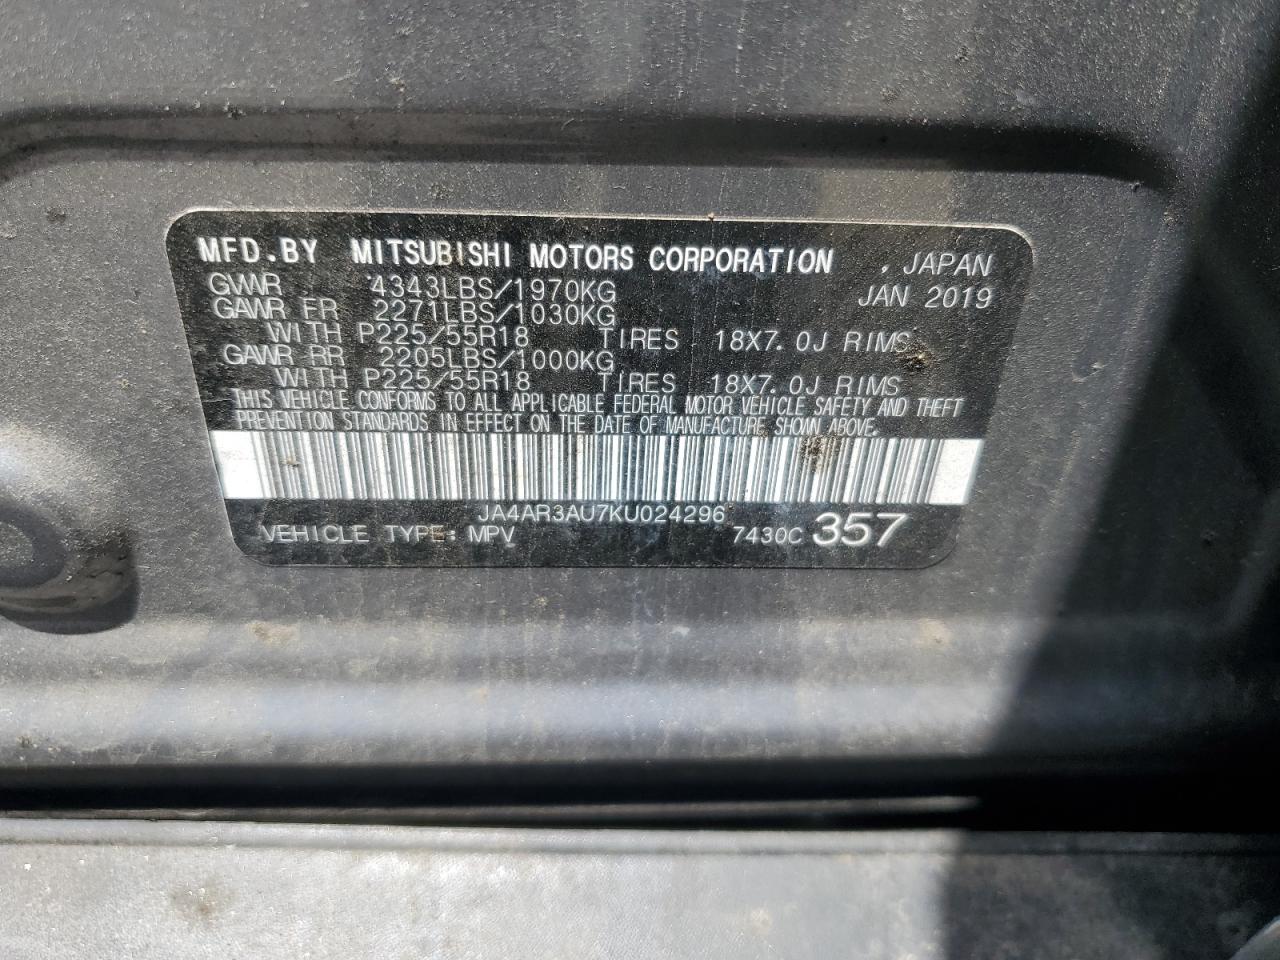 MFD.BY MITSUBISHI MOTORS CORPORATION , JAPAN
GVWR 4343LBS/1970KG JAN 2019
GAWR FR 2271LBS/1030KG
WITH P225/55R18 TIRES 18X7.0J RIMS
GAWR RR 2205LBS/1000KG
WITH P225/55R18 TIRES 18X7.0J RIMS
THIS VEHICLE CONFORMS TO ALL APPLICABLE FEDERAL MOTOR VEHICLE SAFETY AND THEFT
PREVENTION STANDARDS IN EFFECT ON THE DATE OF MANUFACTURE SHOWN ABOVE.
JA4AR3AU7KU024296
VEHICLE TYPE: MPV 7430C 357